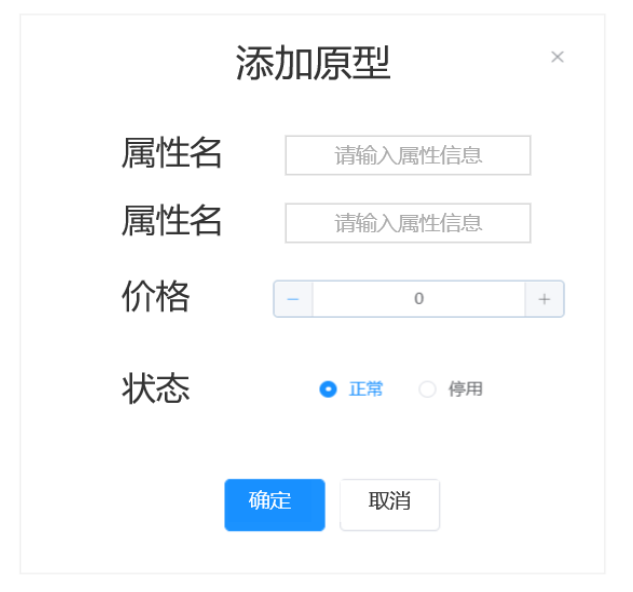 添加原型 ×
属性名 请输入属性信息
属性名 请输入属性信息
价格 − 0 +
状态 正常 停用
确定 取消